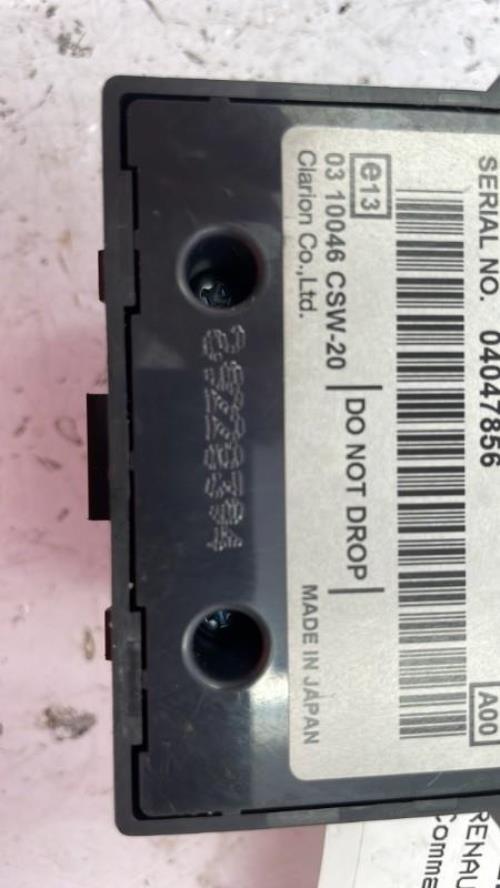 SERIAL NO. 04047856
A00
e13
03 10046 CSW-20
DO NOT DROP
Clarion Co.,Ltd.
MADE IN JAPAN
RENAU
Comma